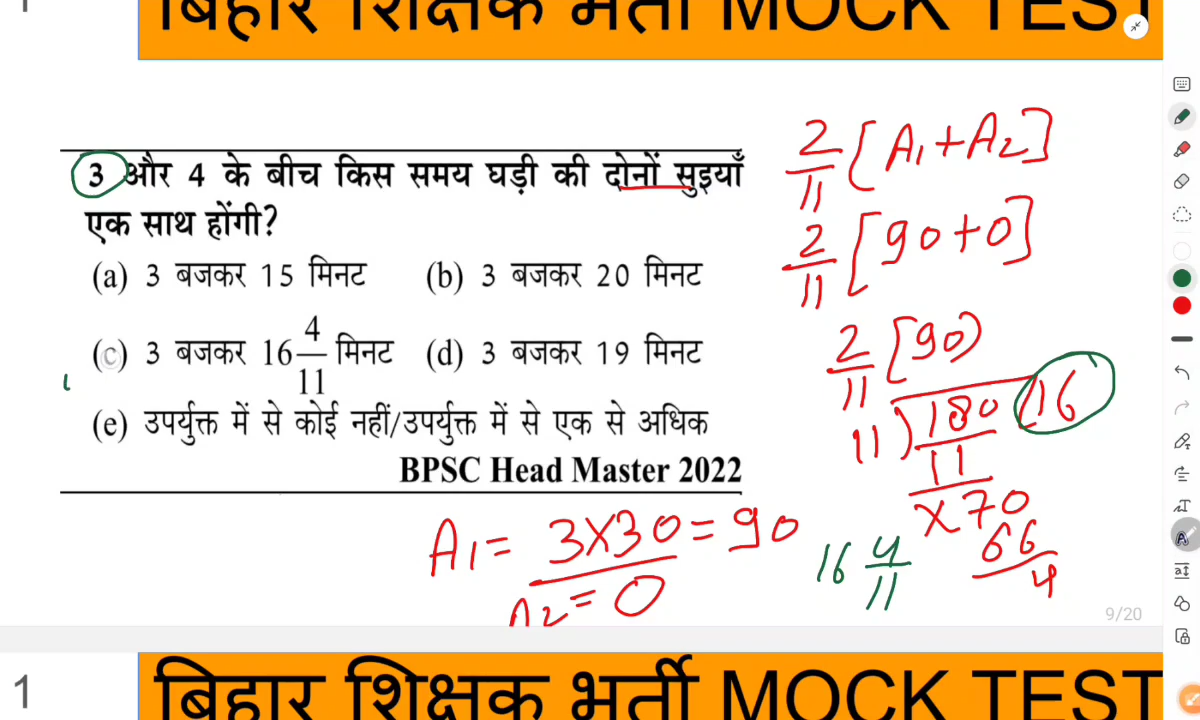 1
बिहार शिक्षक भर्ती MOCK TEST
3 और 4 के बीच किस समय घड़ी की दोनों सुइयाँ
एक साथ होंगी?
(a) 3 बजकर 15 मिनट (b) 3 बजकर 20 मिनट
(c) 3 बजकर 16 4/11 मिनट (d) 3 बजकर 19 मिनट
(e) उपर्युक्त में से कोई नहीं/उपर्युक्त में से एक से अधिक
BPSC Head Master 2022
2/11 [A1+A2]
2/11 [90+0]
2/11 [90)
11)180(16
11
x70
66
4
A1= 3x30=90
A2=0
16 4/11
9/20
1
बिहार शिक्षक भर्ती MOCK TEST